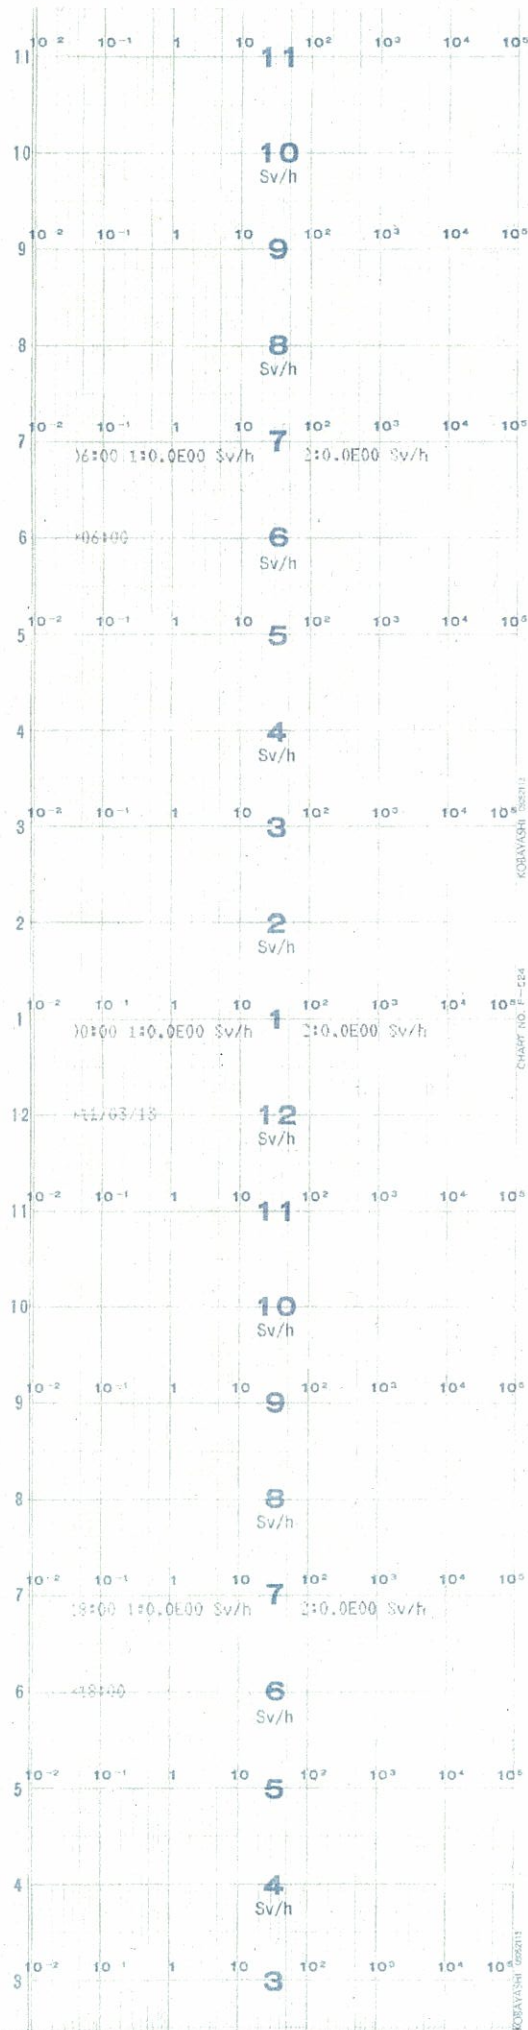 10⁻² 10⁻¹ 1 10 10² 10³ 10⁴ 10⁵
11 11
10 10
Sv/h
10⁻² 10⁻¹ 1 10 10² 10³ 10⁴ 10⁵
9 9
8 8
Sv/h
10⁻² 10⁻¹ 1 10 10² 10³ 10⁴ 10⁵
7 7
06:00 1:0.0E00 Sv/h 2:0.0E00 Sv/h
6 06:00 6
Sv/h
10⁻² 10⁻¹ 1 10 10² 10³ 10⁴ 10⁵
5 5
4 4
Sv/h
10⁻² 10⁻¹ 1 10 10² 10³ 10⁴ 10⁵
3 3
KOBAYASHI
2 2
Sv/h
10⁻² 10⁻¹ 1 10 10² 10³ 10⁴ 10⁵
1 1
00:00 1:0.0E00 Sv/h 2:0.0E00 Sv/h
CHART NO.
12 12
Sv/h
10⁻² 10⁻¹ 1 10 10² 10³ 10⁴ 10⁵
11 11
10 10
Sv/h
10⁻² 10⁻¹ 1 10 10² 10³ 10⁴ 10⁵
9 9
8 8
Sv/h
10⁻² 10⁻¹ 1 10 10² 10³ 10⁴ 10⁵
7 7
18:00 1:0.0E00 Sv/h 2:0.0E00 Sv/h
6 18:00 6
Sv/h
10⁻² 10⁻¹ 1 10 10² 10³ 10⁴ 10⁵
5 5
4 4
Sv/h
10⁻² 10⁻¹ 1 10 10² 10³ 10⁴ 10⁵
3 3
KOBAYASHI